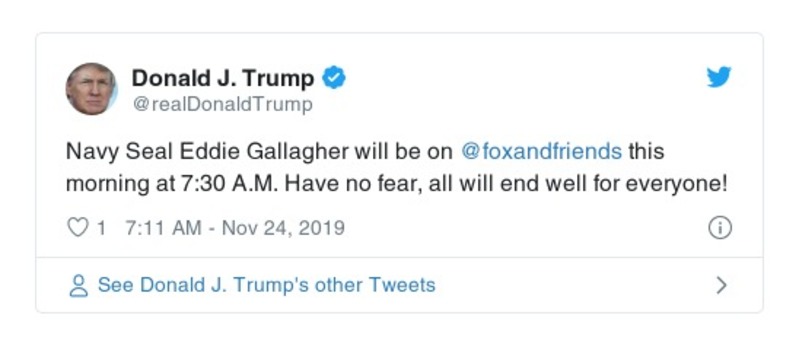 Donald J. Trump
@realDonaldTrump
Navy Seal Eddie Gallagher will be on @foxandfriends this
morning at 7:30 A.M. Have no fear, all will end well for everyone!
1 7:11 AM - Nov 24, 2019
See Donald J. Trump's other Tweets